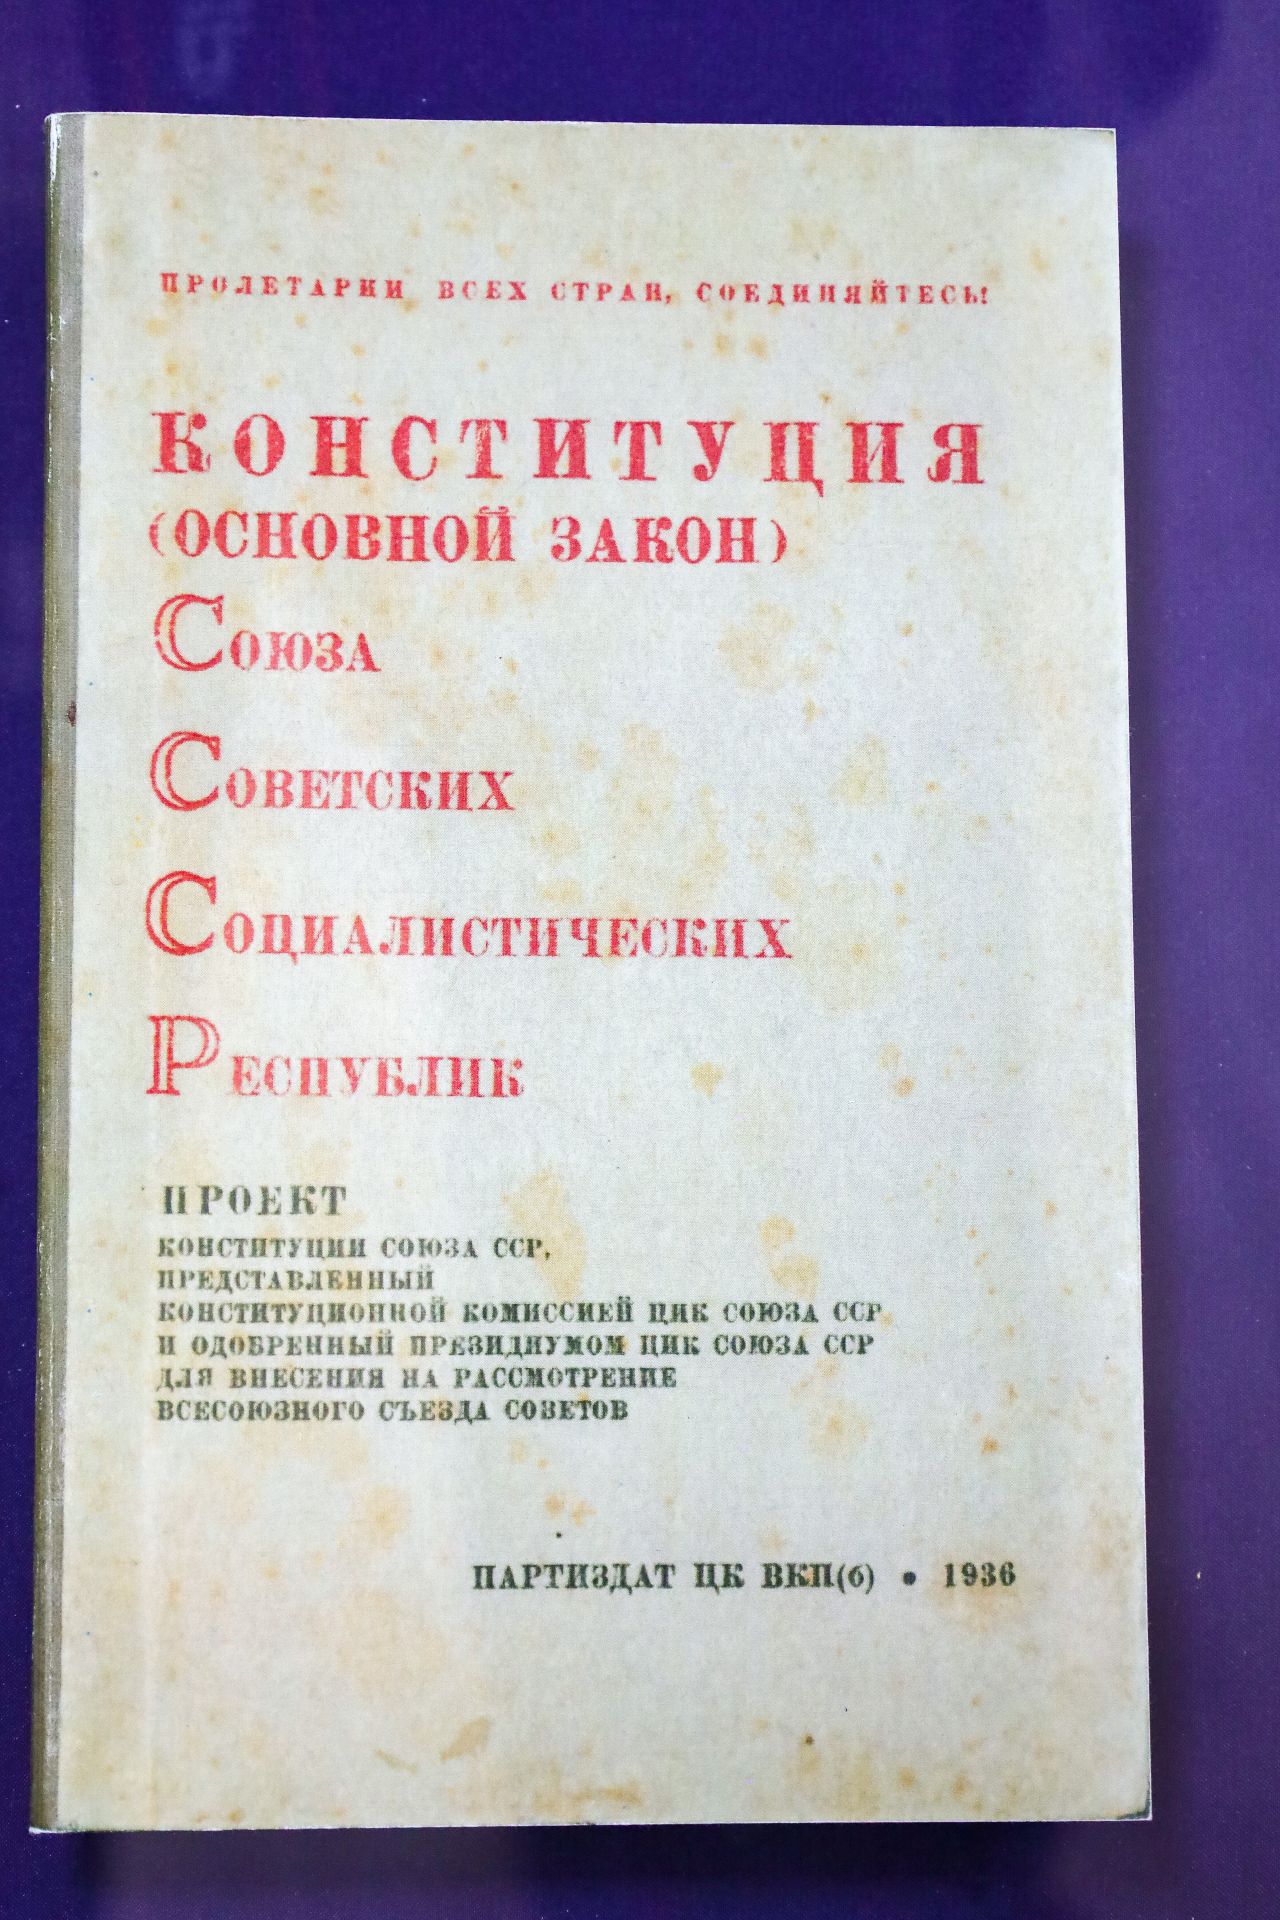 ПРОЛЕТАРИИ ВСЕХ СТРАН, СОЕДИНЯЙТЕСЬ!
КОНСТИТУЦИЯ
(ОСНОВНОЙ ЗАКОН)
СОЮЗА
СОВЕТСКИХ
СОЦИАЛИСТИЧЕСКИХ
РЕСПУБЛИК
ПРОЕКТ
КОНСТИТУЦИИ СОЮЗА ССР,
ПРЕДСТАВЛЕННЫЙ
КОНСТИТУЦИОННОЙ КОМИССИЕЙ ЦИК СОЮЗА ССР
И ОДОБРЕННЫЙ ПРЕЗИДИУМОМ ЦИК СОЮЗА ССР
ДЛЯ ВНЕСЕНИЯ НА РАССМОТРЕНИЕ
ВСЕСОЮЗНОГО СЪЕЗДА СОВЕТОВ
ПАРТИЗДАТ ЦК ВКП(б) • 1936